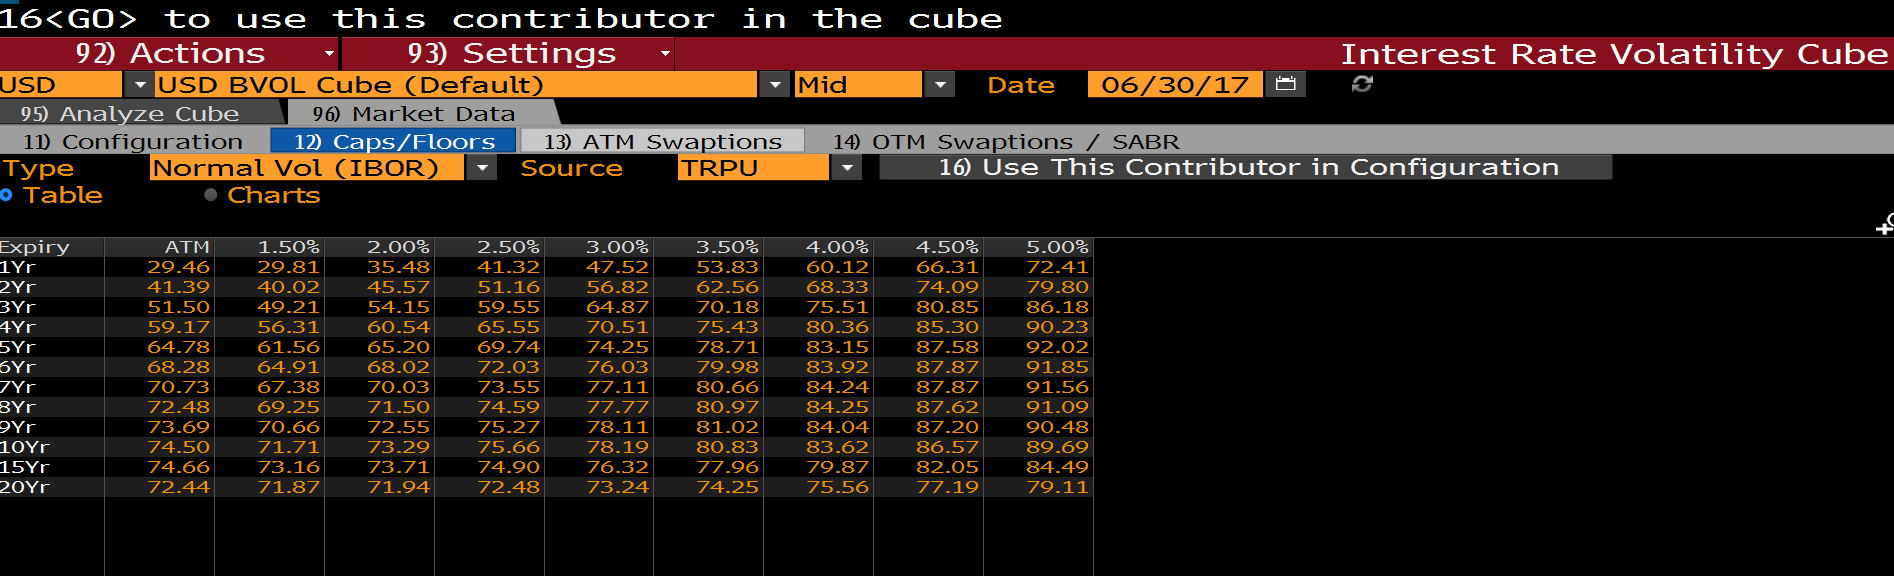 16<GO> to use this contributor in the cube
92) Actions 93) Settings Interest Rate Volatility Cube
USD USD BVOL Cube (Default) Mid Date 06/30/17
95) Analyze Cube 96) Market Data
11) Configuration 12) Caps/Floors 13) ATM Swaptions 14) OTM Swaptions / SABR
Type Normal Vol (IBOR) Source TRPU 16) Use This Contributor in Configuration
Table Charts
Expiry ATM 1.50% 2.00% 2.50% 3.00% 3.50% 4.00% 4.50% 5.00%
1Yr 29.46 29.81 35.48 41.32 47.52 53.83 60.12 66.31 72.41
2Yr 41.39 40.02 45.57 51.16 56.82 62.56 68.33 74.09 79.80
3Yr 51.50 49.21 54.15 59.55 64.87 70.18 75.51 80.85 86.18
4Yr 59.17 56.31 60.54 65.55 70.51 75.43 80.36 85.30 90.23
5Yr 64.78 61.56 65.20 69.74 74.25 78.71 83.15 87.58 92.02
6Yr 68.28 64.91 68.02 72.03 76.03 79.98 83.92 87.87 91.85
7Yr 70.73 67.38 70.03 73.55 77.11 80.66 84.24 87.87 91.56
8Yr 72.48 69.25 71.50 74.59 77.77 80.97 84.25 87.62 91.09
9Yr 73.69 70.66 72.55 75.27 78.11 81.02 84.04 87.20 90.48
10Yr 74.50 71.71 73.29 75.66 78.19 80.83 83.62 86.57 89.69
15Yr 74.66 73.16 73.71 74.90 76.32 77.96 79.87 82.05 84.49
20Yr 72.44 71.87 71.94 72.48 73.24 74.25 75.56 77.19 79.11